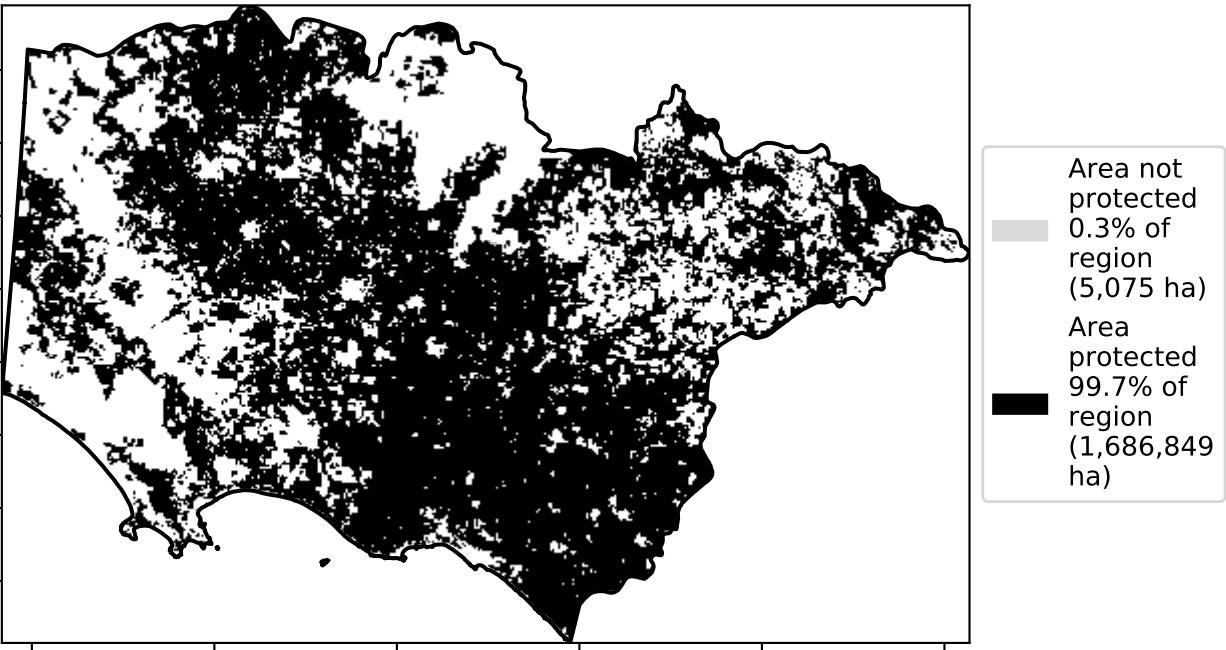 Area not
protected
0.3% of
region
(5,075 ha)
Area
protected
99.7% of
region
(1,686,849
ha)